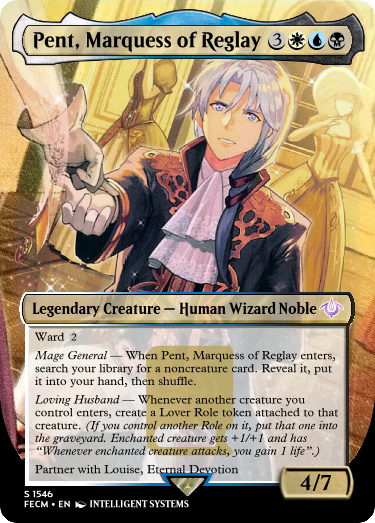 Pent, Marquess of Reglay 3
Legendary Creature — Human Wizard Noble
Ward 2
Mage General — When Pent, Marquess of Reglay enters,
search your library for a noncreature card. Reveal it, put
it into your hand, then shuffle.
Loving Husband — Whenever another creature you
control enters, create a Lover Role token attached to that
creature. (If you control another Role on it, put that one into
the graveyard. Enchanted creature gets +1/+1 and has
“Whenever enchanted creature attacks, you gain 1 life”.)
Partner with Louise, Eternal Devotion
4/7
S 1546
FECM • EN INTELLIGENT SYSTEMS